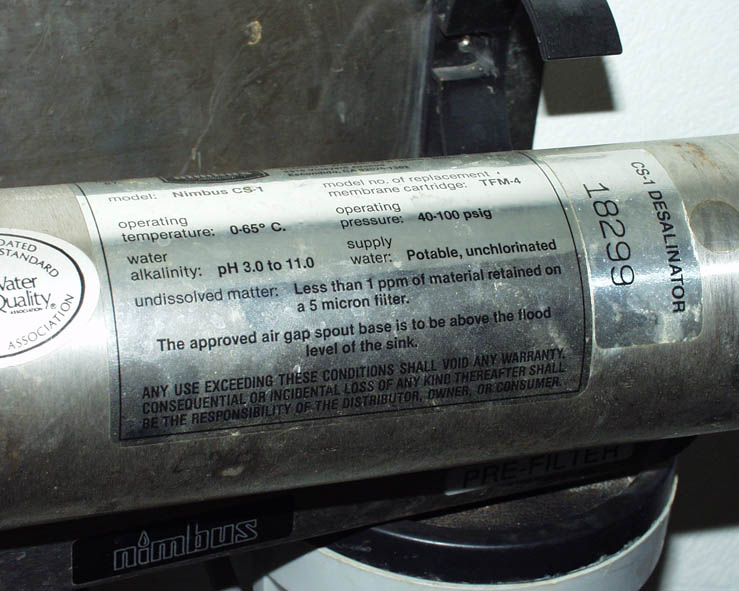 nimbus
model: Nimbus CS-1
model no. of replacement
membrane cartridge: TFM-4
operating
temperature: 0-65° C.
operating
pressure: 40-100 psig
water
alkalinity: pH 3.0 to 11.0
supply
water: Potable, unchlorinated
undissolved matter: Less than 1 ppm of material retained on
a 5 micron filter.
The approved air gap spout base is to be above the flood
level of the sink.
ANY USE EXCEEDING THESE CONDITIONS SHALL VOID ANY WARRANTY.
CONSEQUENTIAL OR INCIDENTAL LOSS OF ANY KIND THEREAFTER SHALL
BE THE RESPONSIBILITY OF THE DISTRIBUTOR, OWNER, OR CONSUMER.
CS-1 DESALINATOR
18299
STANDARD
Water
Quality
ASSOCIATION
ASSOCIATION
PRE-FILTER
nimbus